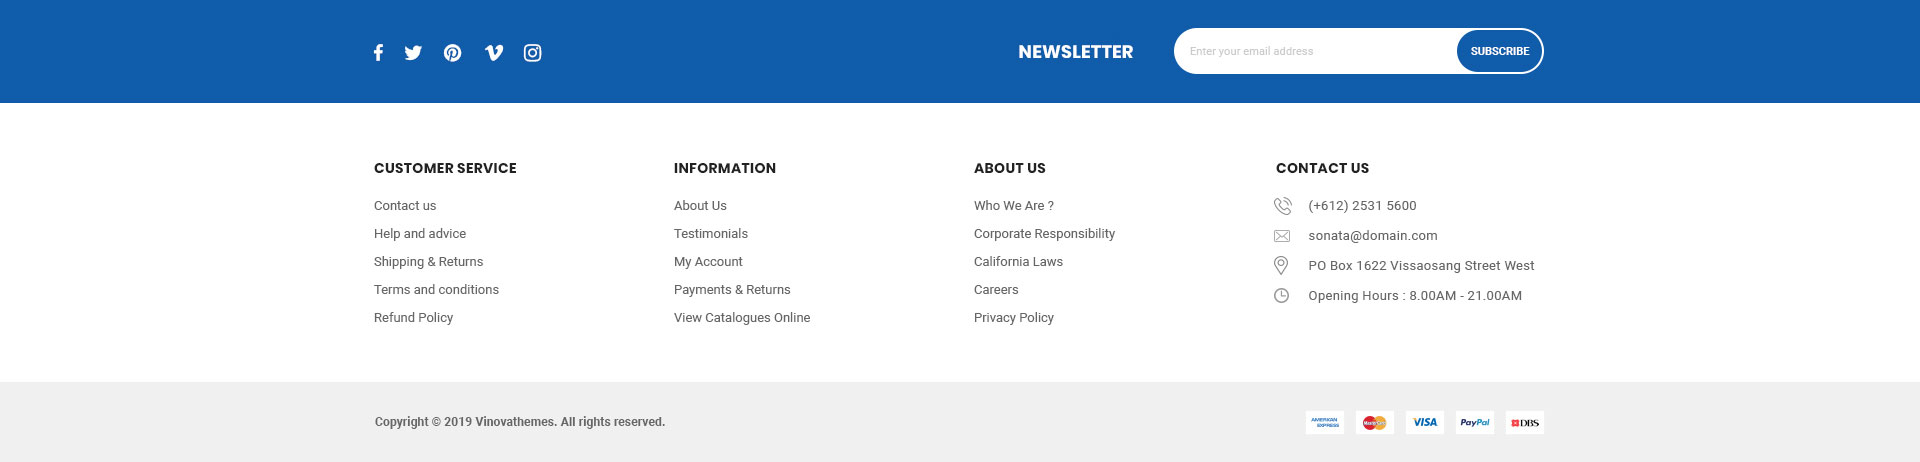 NEWSLETTER
Enter your email address
SUBSCRIBE
CUSTOMER SERVICE
Contact us
Help and advice
Shipping & Returns
Terms and conditions
Refund Policy
INFORMATION
About Us
Testimonials
My Account
Payments & Returns
View Catalogues Online
ABOUT US
Who We Are ?
Corporate Responsibility
California Laws
Careers
Privacy Policy
CONTACT US
(+612) 2531 5600
sonata@domain.com
PO Box 1622 Vissaosang Street West
Opening Hours : 8.00AM - 21.00AM
Copyright © 2019 Vinovathemes. All rights reserved.
AMERICAN
EXPRESS
MasterCard
VISA
PayPal
DBS